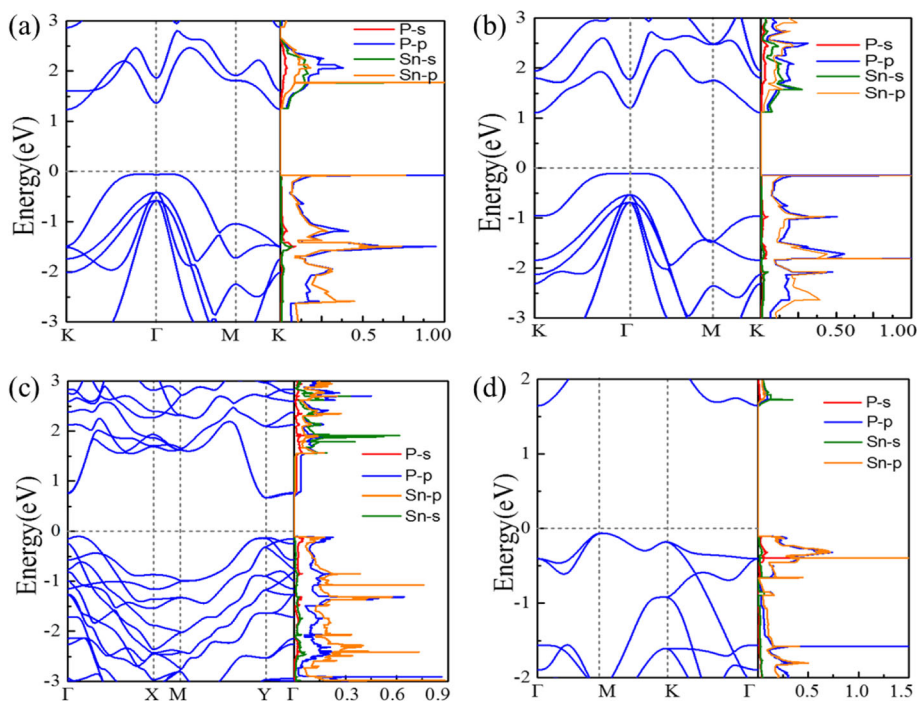 (a)
Energy(eV)
3
2
1
0
-1
-2
-3
P-s
P-p
Sn-s
Sn-p
K Γ M K 0.5 1.00
(b)
Energy(eV)
3
2
1
0
-1
-2
-3
P-s
P-p
Sn-s
Sn-p
K Γ M K 0.50 1.00
(c)
Energy(eV)
3
2
1
0
-1
-2
-3
P-s
P-p
Sn-p
Sn-s
Γ X M Y Γ 0.3 0.6 0.9
(d)
Energy(eV)
2
1
0
-1
-2
P-s
P-p
Sn-s
Sn-p
Γ M K Γ 0.5 1.0 1.5